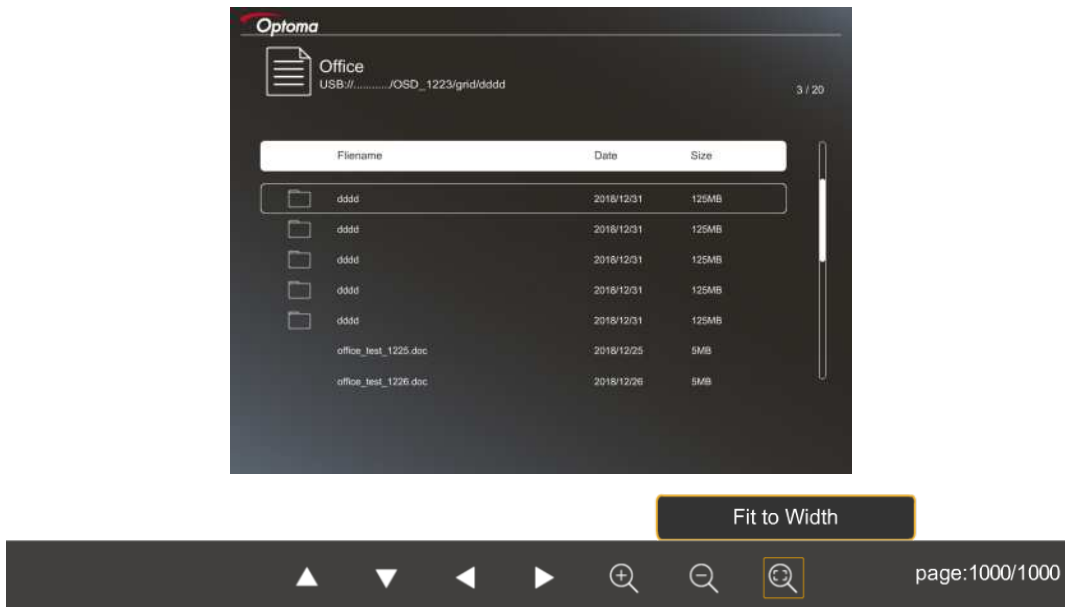 Optoma
Office
USB://.........../OSD_1223/grid/dddd
3 / 20
Fliename Date Size
dddd 2018/12/31 125MB
dddd 2018/12/31 125MB
dddd 2018/12/31 125MB
dddd 2018/12/31 125MB
dddd 2018/12/31 125MB
office_test_1225.doc 2018/12/25 5MB
office_test_1226.doc 2018/12/26 5MB
Fit to Width
page:1000/1000